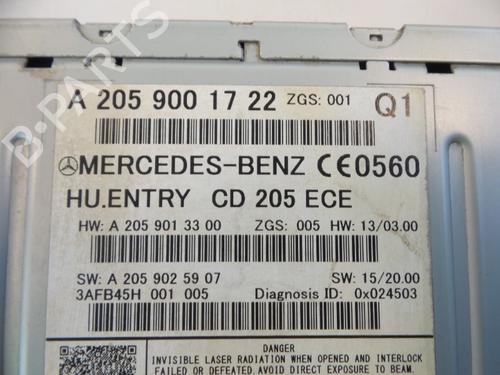 A 205 900 17 22 ZGS: 001 Q1
MERCEDES-BENZ CE0560
HU.ENTRY CD 205 ECE
HW: A 205 901 33 00 ZGS: 005 HW: 13/03.00
SW: A 205 902 59 07 SW: 15/20.00
3AFB45H 001 005 Diagnosis ID: 0x024503
DANGER
INVISIBLE LASER RADIATION WHEN OPENED AND INTERLOCK
FAILED OR DEFEATED.AVOID DIRECT EXPOSURE TO BEAM.
B-PARTS